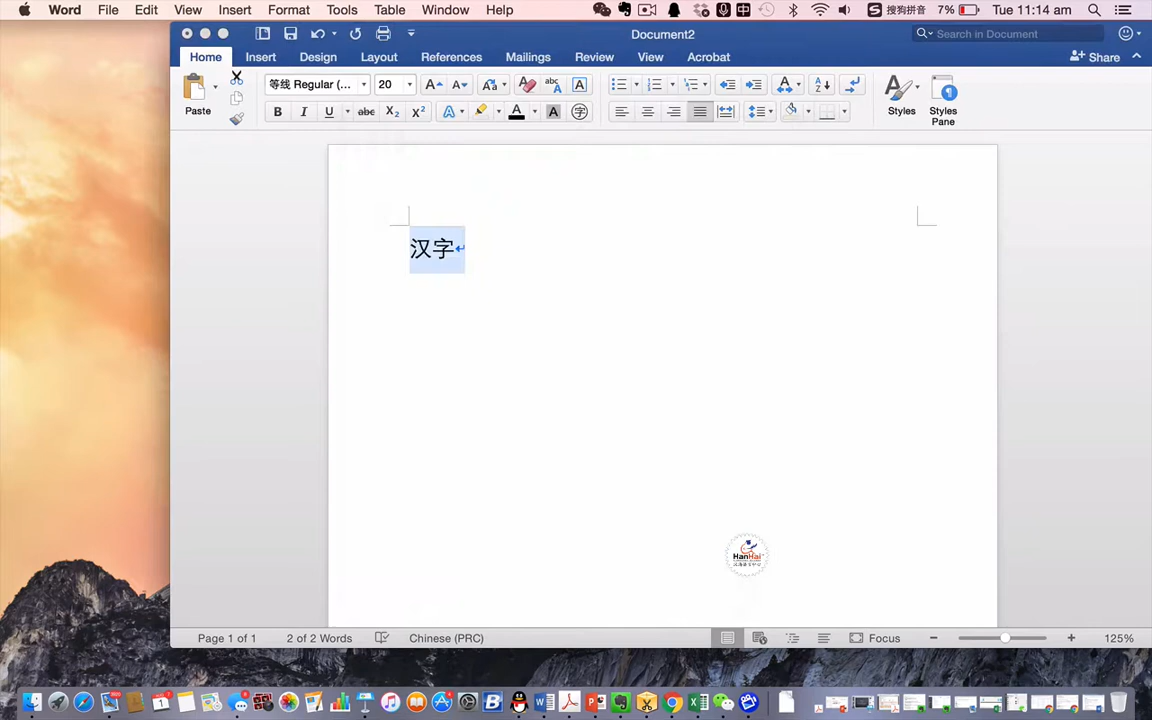 Word File Edit View Insert Format Tools Table Window Help 中 S 搜狗拼音 7% Tue 11:14 am
Document2
Search in Document
Home Insert Design Layout References Mailings Review View Acrobat Share
等线 Regular (... 20
Paste
Styles
Styles Pane
汉字
HanHai
Page 1 of 1 2 of 2 Words Chinese (PRC) Focus 125%